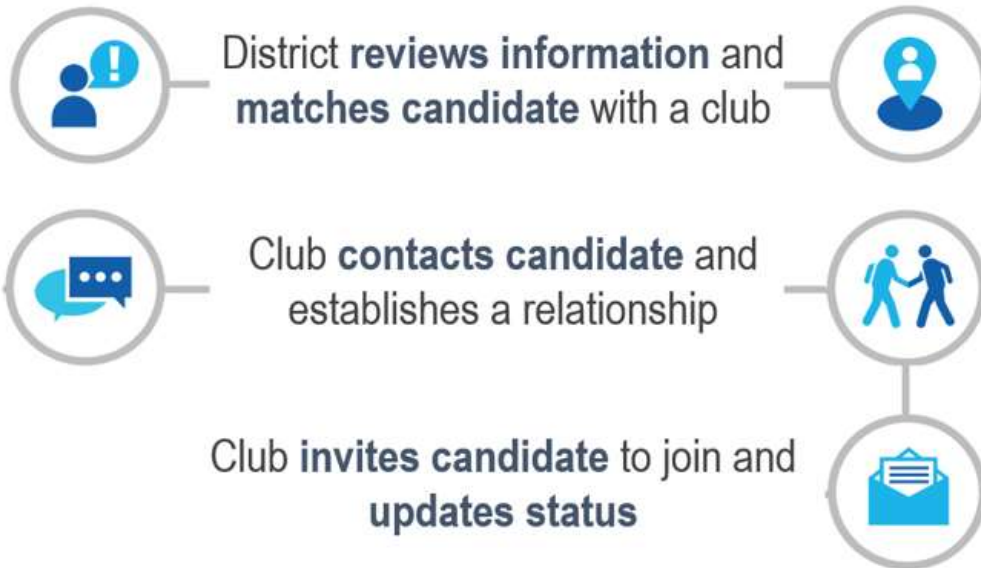 District reviews information and
matches candidate with a club
Club contacts candidate and
establishes a relationship
Club invites candidate to join and
updates status